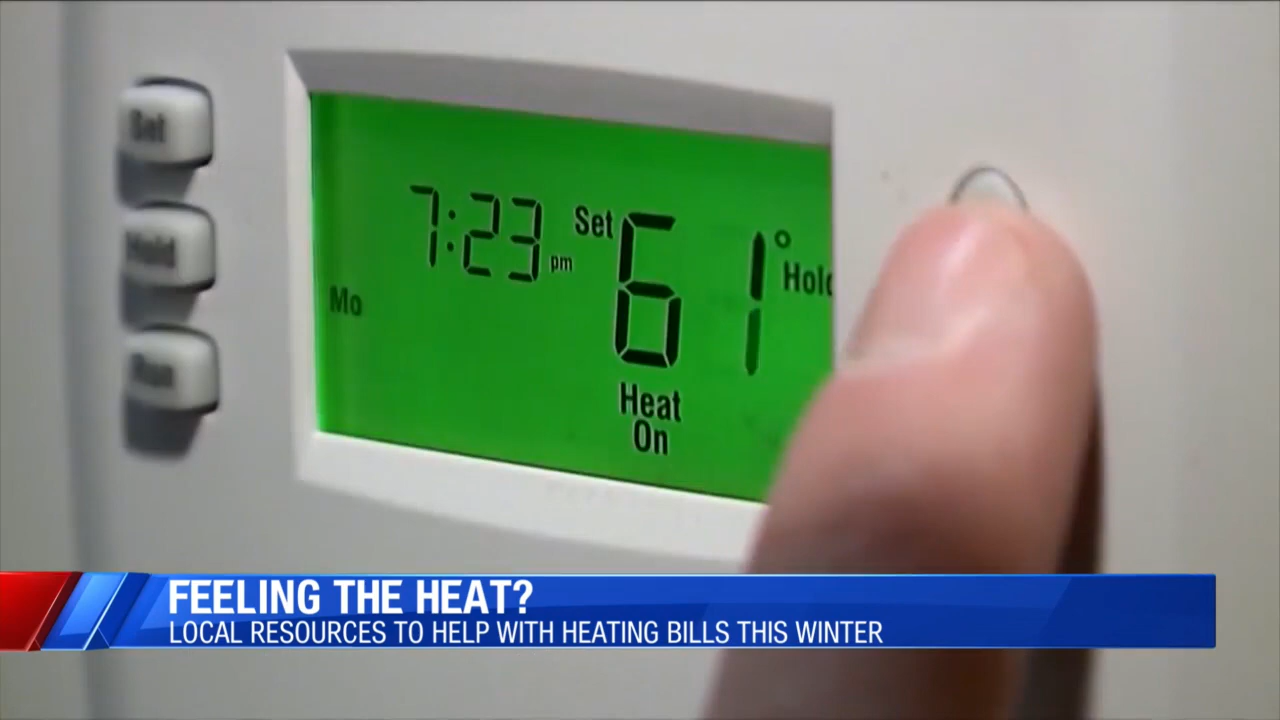 Set
Hold
Run
Mo
7:23 pm
Set 61°
Hold
Heat
On
FEELING THE HEAT?
LOCAL RESOURCES TO HELP WITH HEATING BILLS THIS WINTER